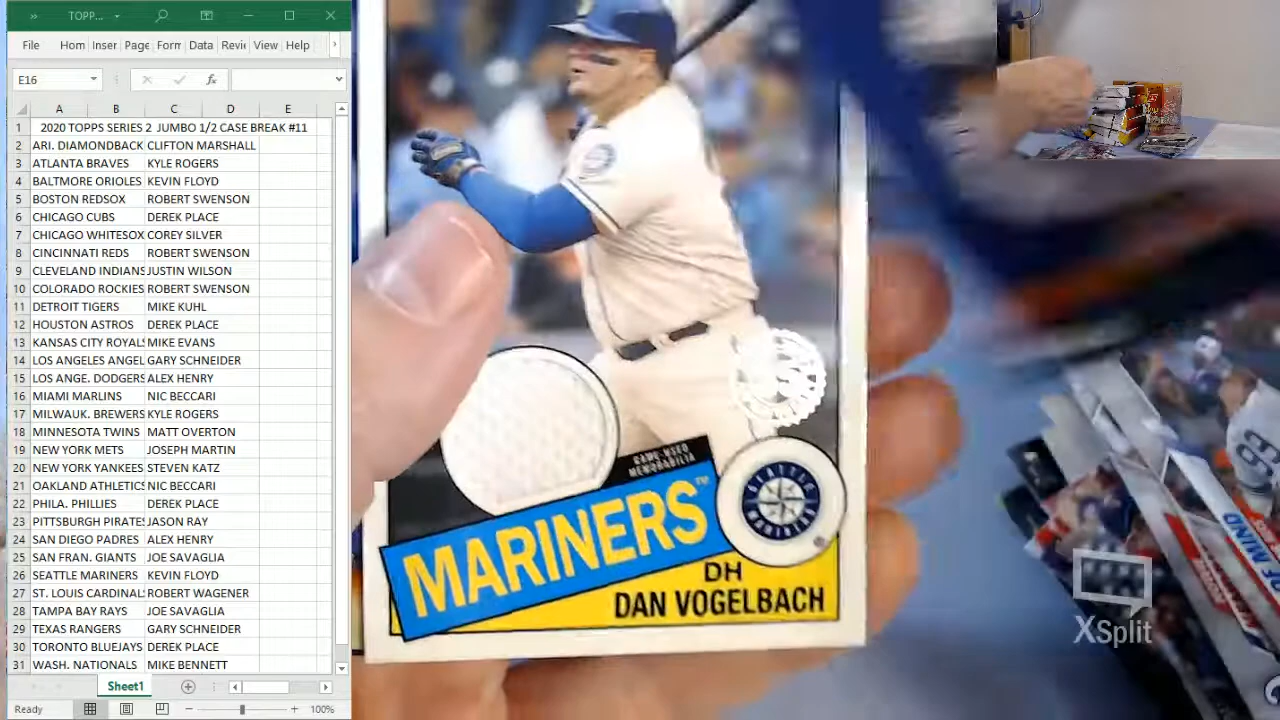 TOPP...
File Hom Inser Page Forn Data Revi View Help
E16
fx
A B C D E
1 2020 TOPPS SERIES 2 JUMBO 1/2 CASE BREAK #11
2 ARI. DIAMONDBACK CLIFTON MARSHALL
3 ATLANTA BRAVES KYLE ROGERS
4 BALTMORE ORIOLES KEVIN FLOYD
5 BOSTON REDSOX ROBERT SWENSON
6 CHICAGO CUBS DEREK PLACE
7 CHICAGO WHITESOX COREY SILVER
8 CINCINNATI REDS ROBERT SWENSON
9 CLEVELAND INDIANS JUSTIN WILSON
10 COLORADO ROCKIES ROBERT SWENSON
11 DETROIT TIGERS MIKE KUHL
12 HOUSTON ASTROS DEREK PLACE
13 KANSAS CITY ROYAL MIKE EVANS
14 LOS ANGELES ANGEL GARY SCHNEIDER
15 LOS ANGE. DODGERS ALEX HENRY
16 MIAMI MARLINS NIC BECCARI
17 MILWAUK. BREWERS KYLE ROGERS
18 MINNESOTA TWINS MATT OVERTON
19 NEW YORK METS JOSEPH MARTIN
20 NEW YORK YANKEES STEVEN KATZ
21 OAKLAND ATHLETICS NIC BECCARI
22 PHILA. PHILLIES DEREK PLACE
23 PITTSBURGH PIRATE JASON RAY
24 SAN DIEGO PADRES ALEX HENRY
25 SAN FRAN. GIANTS JOE SAVAGLIA
26 SEATTLE MARINERS KEVIN FLOYD
27 ST. LOUIS CARDINAL ROBERT WAGENER
28 TAMPA BAY RAYS JOE SAVAGLIA
29 TEXAS RANGERS GARY SCHNEIDER
30 TORONTO BLUEJAYS DEREK PLACE
31 WASH. NATIONALS MIKE BENNETT
Sheet1
Ready 100%
GAME-USED
MEMORABILIA
MARINERS™
SEATTLE
MARINERS
DH
DAN VOGELBACH
OF MIND
XSplit